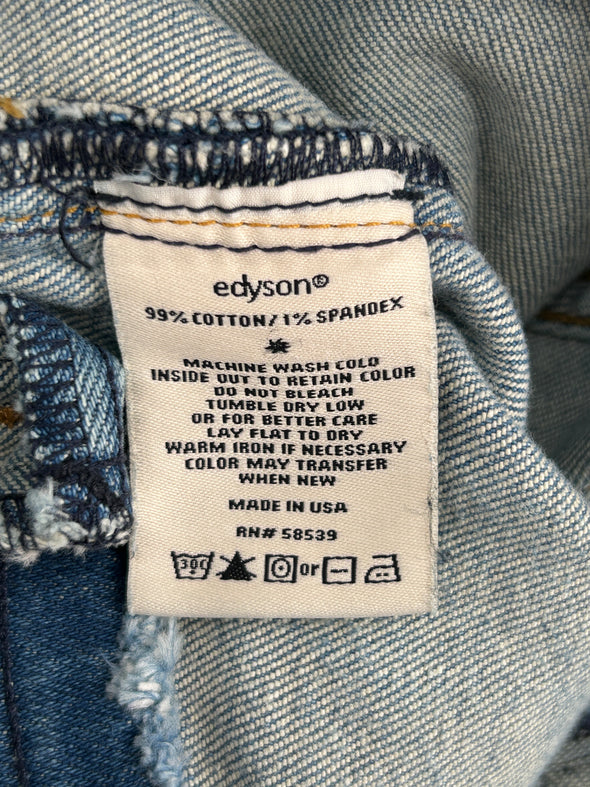 edyson®
99% COTTON/1% SPANDEX
MACHINE WASH COLD
INSIDE OUT TO RETAIN COLOR
DO NOT BLEACH
TUMBLE DRY LOW
OR FOR BETTER CARE
LAY FLAT TO DRY
WARM IRON IF NECESSARY
COLOR MAY TRANSFER
WHEN NEW
MADE IN USA
RN# 58539
30C or